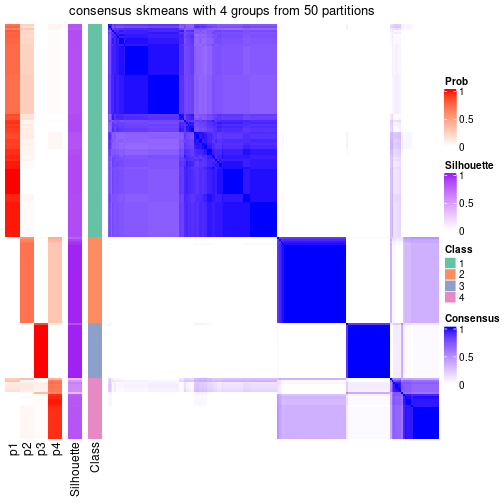 consensus skmeans with 4 groups from 50 partitions
Prob
1
0.5
0
Silhouette
1
0.5
0
Class
1
2
3
4
Consensus
1
0.5
0
p1
p2
p3
p4
Silhouette
Class